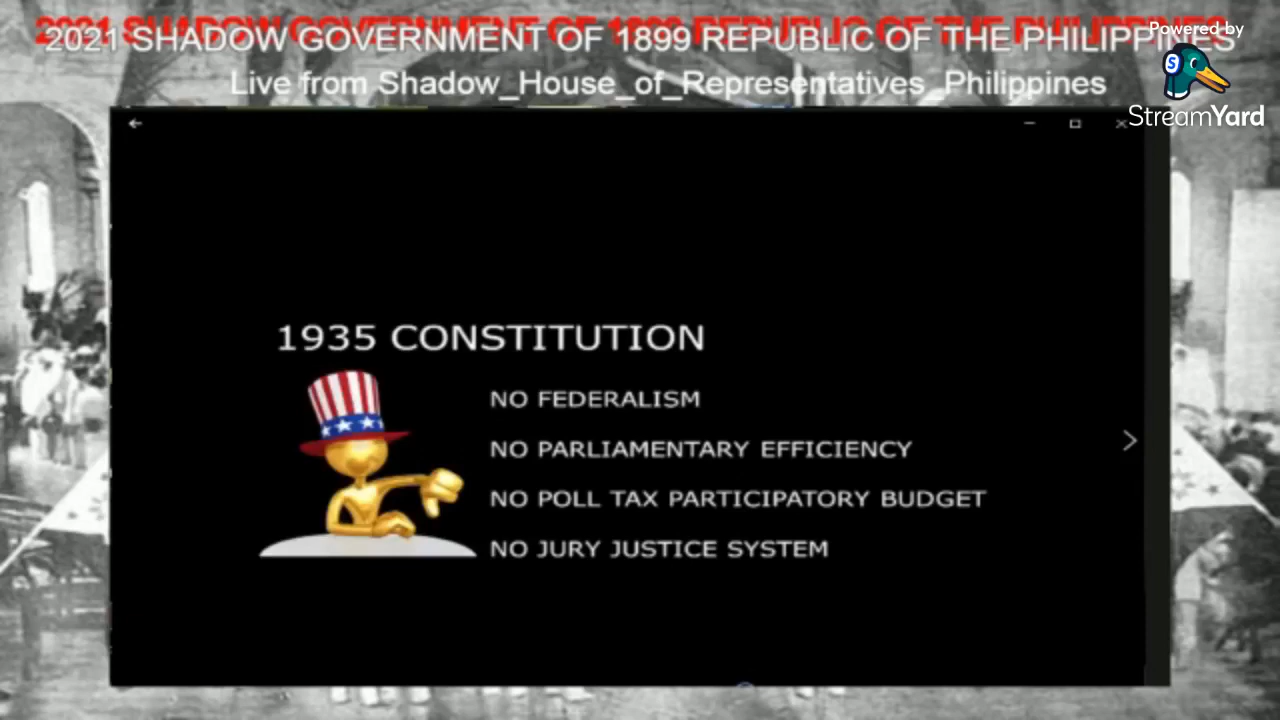 2021 SHADOW GOVERNMENT OF 1899 REPUBLIC OF THE PHILIPPINES
Powered by
Live from Shadow_House_of_Representatives_Philippines
S
StreamYard
1935 CONSTITUTION
NO FEDERALISM
NO PARLIAMENTARY EFFICIENCY
NO POLL TAX PARTICIPATORY BUDGET
NO JURY JUSTICE SYSTEM